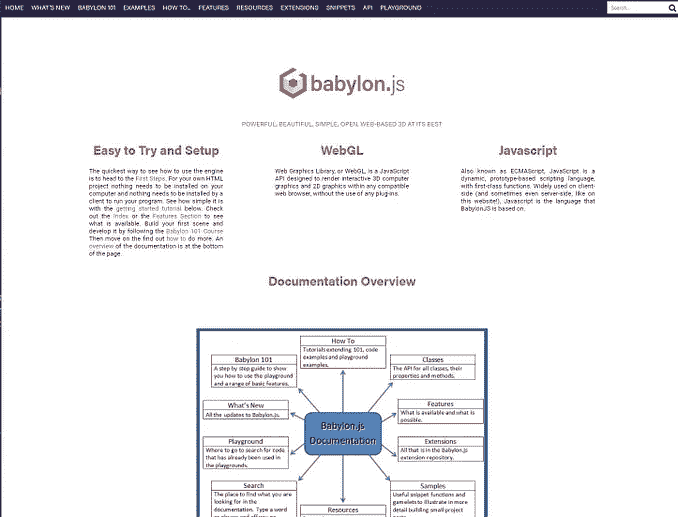 HOME WHAT'S NEW BABYLON 101 EXAMPLES HOW TO.. FEATURES RESOURCES EXTENSIONS SNIPPETS API PLAYGROUND Search...
babylon.js
POWERFUL, BEAUTIFUL, SIMPLE, OPEN, WEB-BASED 3D AT ITS BEST
Easy to Try and Setup
The quickest way to see how to use the engine
is to head to the First Steps. For your own HTML
project nothing needs to be installed on your
computer and nothing needs to be installed by a
client to run your program. See how simple it is
with the getting started tutorial below. Check
out the Index or the Features Section to see
what is available. Build your first scene and
develop it by following the Babylon 101 Course
Then move on the find out how to do more. An
overview of the documentation is at the bottom
of the page.
WebGL
Web Graphics Library, or WebGL, is a JavaScript
API designed to render interactive 3D computer
graphics and 2D graphics within any compatible
web browser, without the use of any plug-ins.
Javascript
Also known as ECMAScript, JavaScript is a
dynamic, prototype-based scripting language,
with first-class functions. Widely used on client-
side (and sometimes even server-side, like on
this website!), Javascript is the language that
BabylonJS is based on.
Documentation Overview
How To
Tutorials extending 101, code
examples and playground
examples.
Babylon 101
A step by step guide to show
you how to use the playground
and a range of basic features.
Classes
The API for all classes, their
properties and methods.
What's New
All the updates to Babylon.js.
Features
What is available and what is
possible.
Babylon.js
Documentation
Playground
Where to go to search for code
that has already been used in
the playgrounds.
Extensions
All that is in the Babylon.js
extension repository.
Search
The place to find what you are
looking for in the
documentation. Type a word
Resources
Samples
Useful snippet functions and
gamelets to illustrate in more
detail building small project